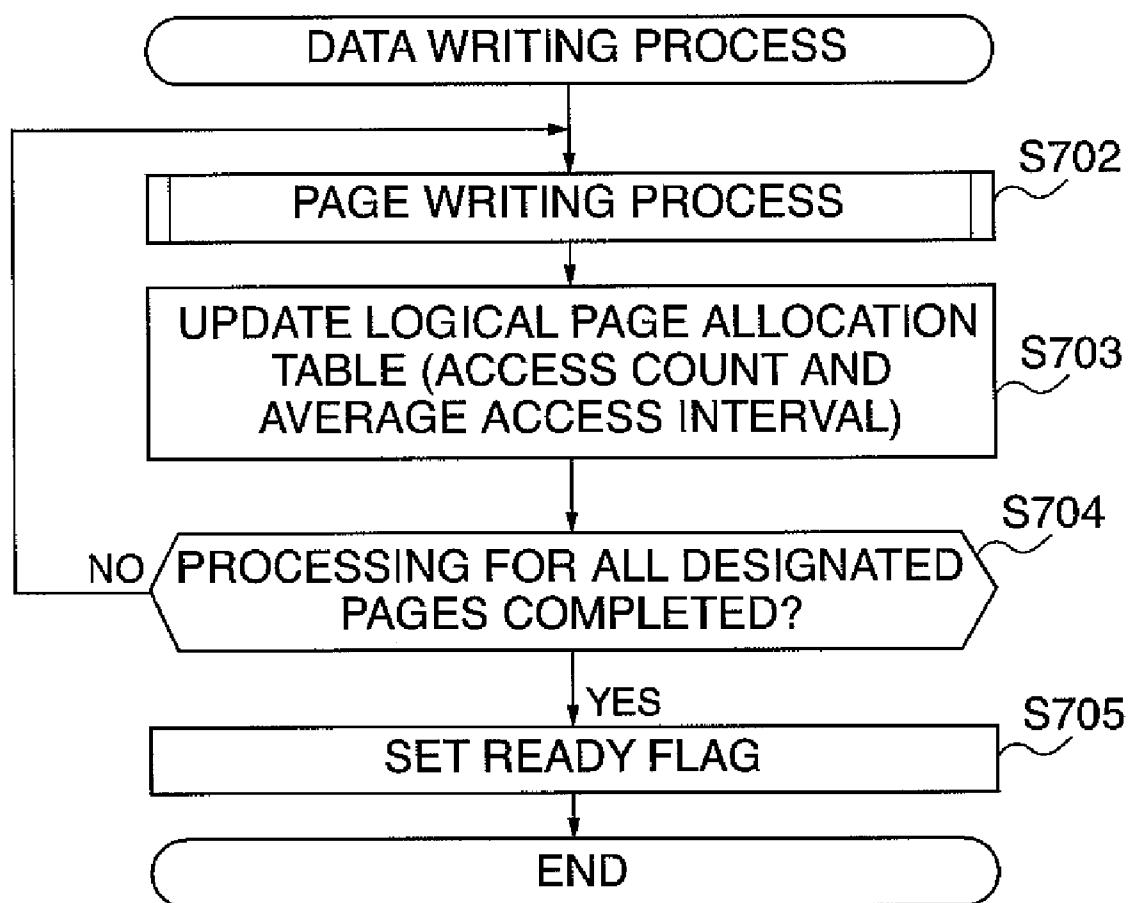 DATA WRITING PROCESS
S702
PAGE WRITING PROCESS
UPDATE LOGICAL PAGE ALLOCATION
TABLE (ACCESS COUNT AND
AVERAGE ACCESS INTERVAL)
S703
S704
NO
PROCESSING FOR ALL DESIGNATED
PAGES COMPLETED?
YES
S705
SET READY FLAG
END